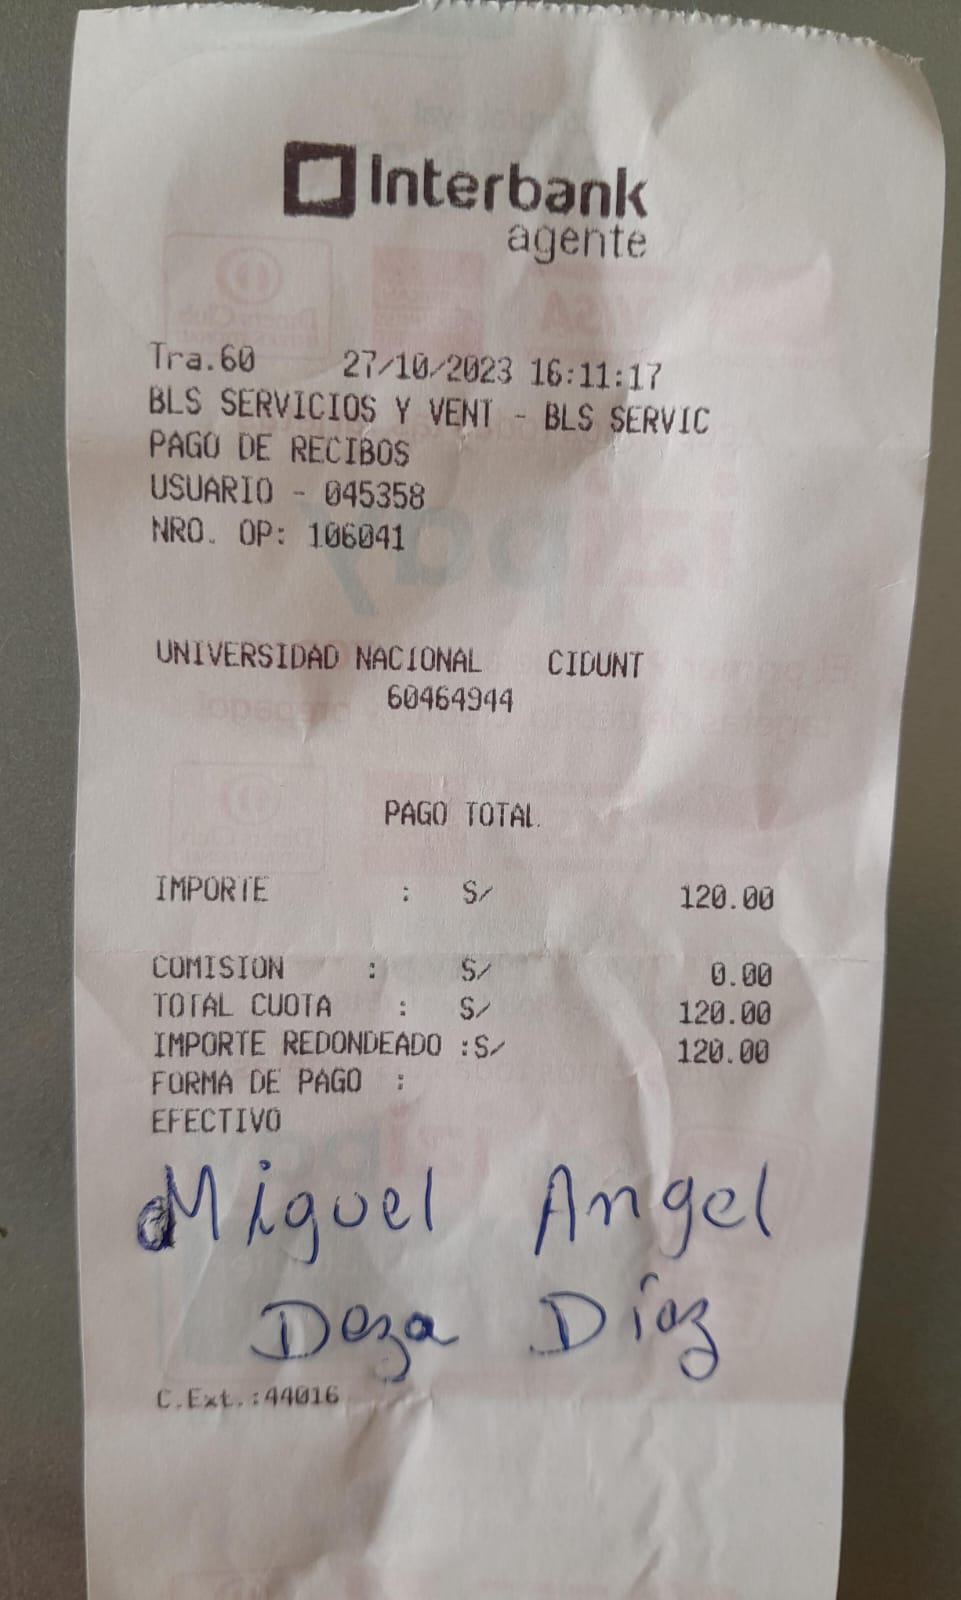 Interbank
agente
Tra.60 27/10/2023 16:11:17
BLS SERVICIOS Y VENT - BLS SERVIC
PAGO DE RECIBOS
USUARIO - 045358
NRO. OP: 106041
UNIVERSIDAD NACIONAL CIDUNT
60464944
PAGO TOTAL
IMPORTE : S/ 120.00
COMISION : S/ 0.00
TOTAL CUOTA : S/ 120.00
IMPORTE REDONDEADO :S/ 120.00
FORMA DE PAGO :
EFECTIVO
Miguel Angel
Deza Díaz
C.Ext.:44016